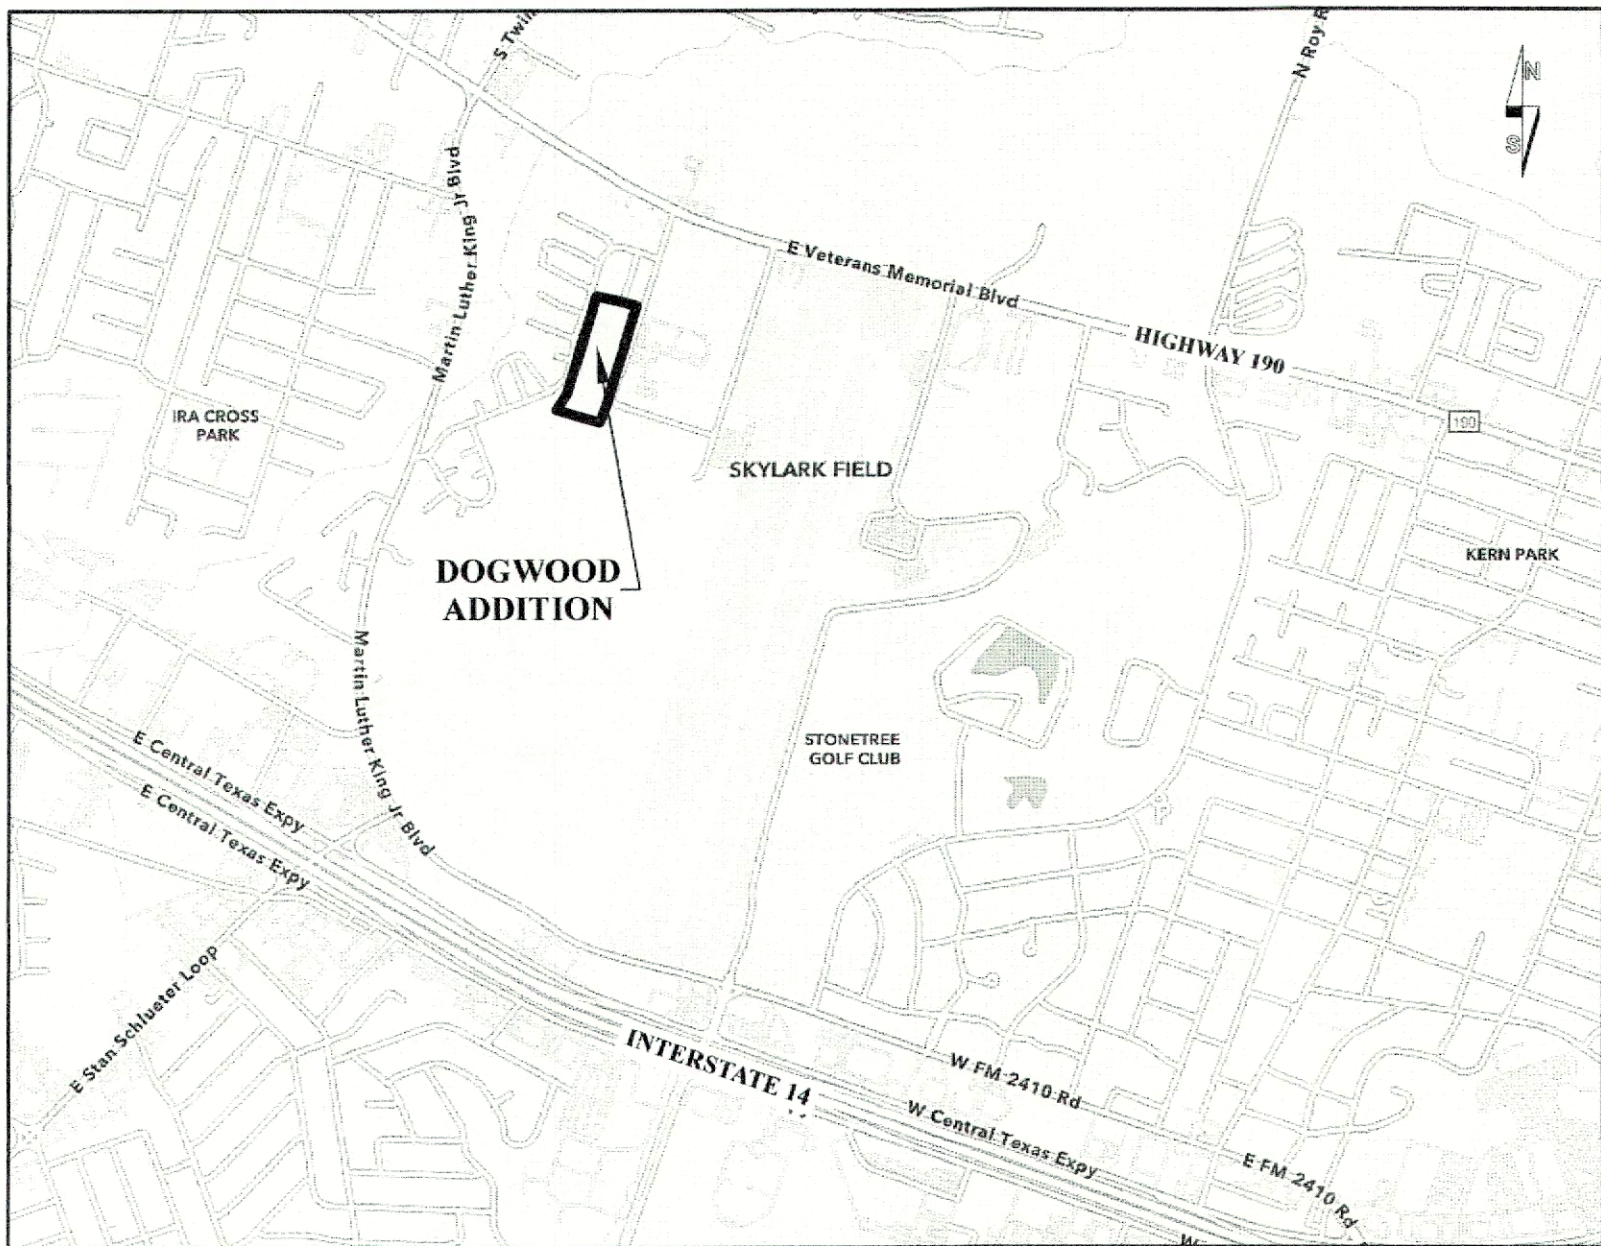 S Twin
N Roy R
N
S
Martin Luther King Jr Blvd
E Veterans Memorial Blvd
HIGHWAY 190
190
IRA CROSS
PARK
SKYLARK FIELD
KERN PARK
DOGWOOD
ADDITION
Martin Luther King Jr Blvd
STONETREE
GOLF CLUB
E Central Texas Expy
E Central Texas Expy
E Stan Schlueter Loop
INTERSTATE 14
W FM 2410 Rd
W Central Texas Expy
E FM 2410 Rd
W